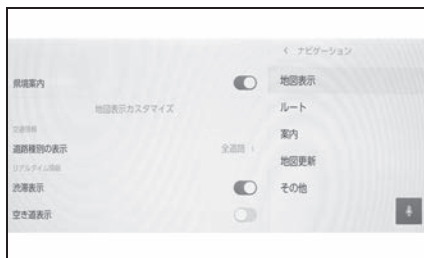 県境案内
地図表示カスタマイズ
交通情報
道路種別の表示
全道路
リアルタイム情報
渋滞表示
空き道表示
ナビゲーション
地図表示
ルート
案内
地図更新
その他